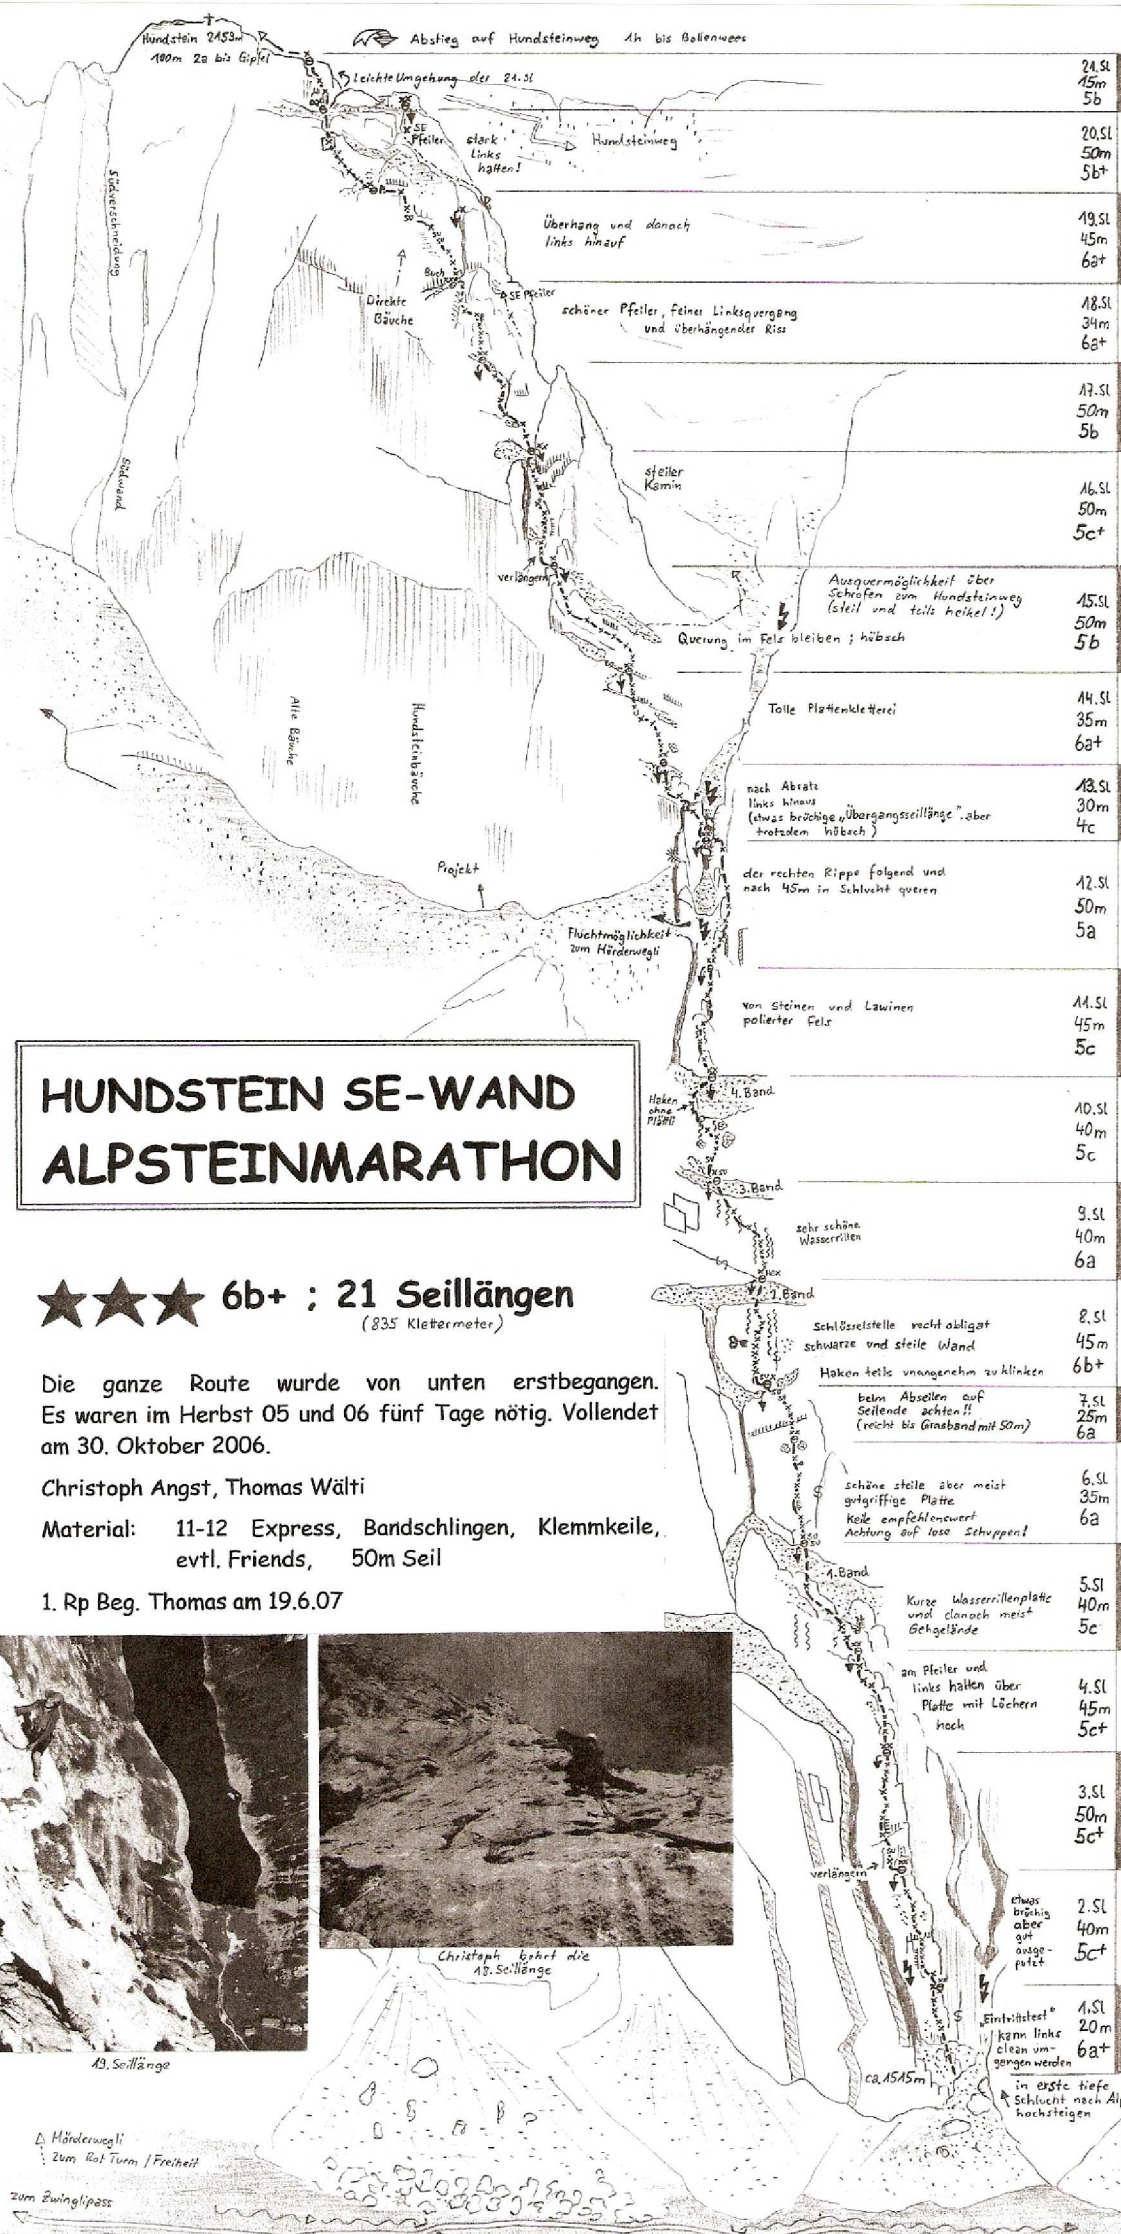 Hundstein 2159m
100m 2a bis Gipfel
Abstieg auf Hundsteinweg 1h bis Bollenwees
Leichte Umgehung der 21. Sl
21.Sl
15m
5b
SE
Pfeiler
stark
links
halten!
Hundsteinweg
20.Sl
50m
5b+
Südverschneidung
Überhang und danach
links hinauf
19.Sl
45m
6a+
Buch
Direkte
Bäuche
SE Pfeiler
schöner Pfeiler, feiner Linksquergang
und überhängender Riss
18.Sl
34m
6a+
17.Sl
50m
5b
Südwand
steiler
Kamin
16.Sl
50m
5c+
verlängern
Ausquermöglichkeit über
Schrofen zum Hundsteinweg
(steil und teils heikel!)
Querung im Fels bleiben ; hübsch
15.Sl
50m
5b
Alte Bäuche
Hundsteinbäuche
Tolle Plattenkletterei
14.Sl
35m
6a+
nach Absatz
links hinaus
(etwas brüchige „Übergangsseillänge". aber
trotzdem hübsch)
13.Sl
30m
4c
Projekt
der rechten Rippe folgend und
nach 45m in Schlucht queren
12.Sl
50m
5a
Fluchtmöglichkeit
zum Mörderwegli
von Steinen und Lawinen
polierter Fels
11.Sl
45m
5c
HUNDSTEIN SE-WAND
ALPSTEINMARATHON
4. Band
Haken
ohne
Plättli
10.Sl
40m
5c
3. Band
sehr schöne
Wasserrillen
9.Sl
40m
6a
2. Band
6b+ ; 21 Seillängen
(835 Klettermeter)
Schlüsselstelle recht obligat
schwarze und steile Wand
Haken teils unangenehm zu klinken
8.Sl
45m
6b+
Die ganze Route wurde von unten erstbegangen.
Es waren im Herbst 05 und 06 fünf Tage nötig. Vollendet
am 30. Oktober 2006.
beim Abseilen auf
Seilende achten!!
(reicht bis Grasband mit 50m)
7.Sl
25m
6a
Christoph Angst, Thomas Wälti
Material: 11-12 Express, Bandschlingen, Klemmkeile,
evtl. Friends, 50m Seil
1. Rp Beg. Thomas am 19.6.07
schöne steile aber meist
gutgriffige Platte
Keile empfehlenswert
Achtung auf lose Schuppen!
6.Sl
35m
6a
1. Band
Kurze Wasserrillenplatte
und danach meist
Gehgelände
5.Sl
40m
5c
am Pfeiler und
links halten über
Platte mit Löchern
hoch
4.Sl
45m
5c+
3.Sl
50m
5c+
verlängern
etwas
brüchig
aber
gut
ausge-
putzt
2.Sl
40m
5c+
Christoph bohrt die
18. Seillänge
19. Seillänge
„Eintrittstest"
kann links
clean um-
gangen werden
1.Sl
20m
6a+
ca. 1515m
in erste tiefe
Schlucht nach Al
hochsteigen
Mörderwegli
zum Rot Turm / Freiheit
zum Zwinglipass